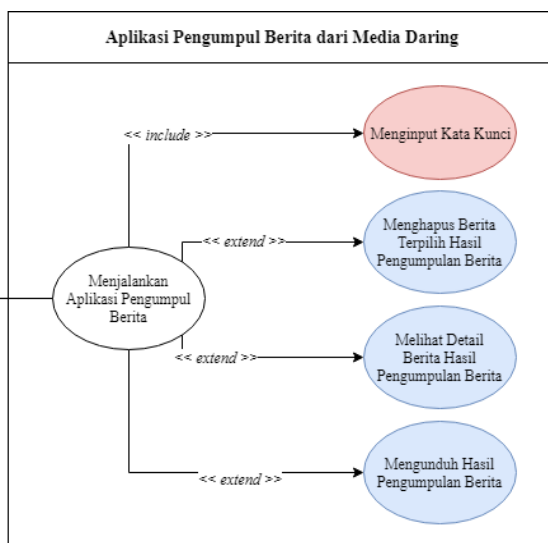 Aplikasi Pengumpul Berita dari Media Daring
<< include >>
Menginput Kata Kunci
<< extend >>
Menghapus Berita
Terpilih Hasil
Pengumpulan Berita
Menjalankan
Aplikasi Pengumpul
Berita
<< extend >>
Melihat Detail
Berita Hasil
Pengumpulan Berita
<< extend >>
Mengunduh Hasil
Pengumpulan Berita